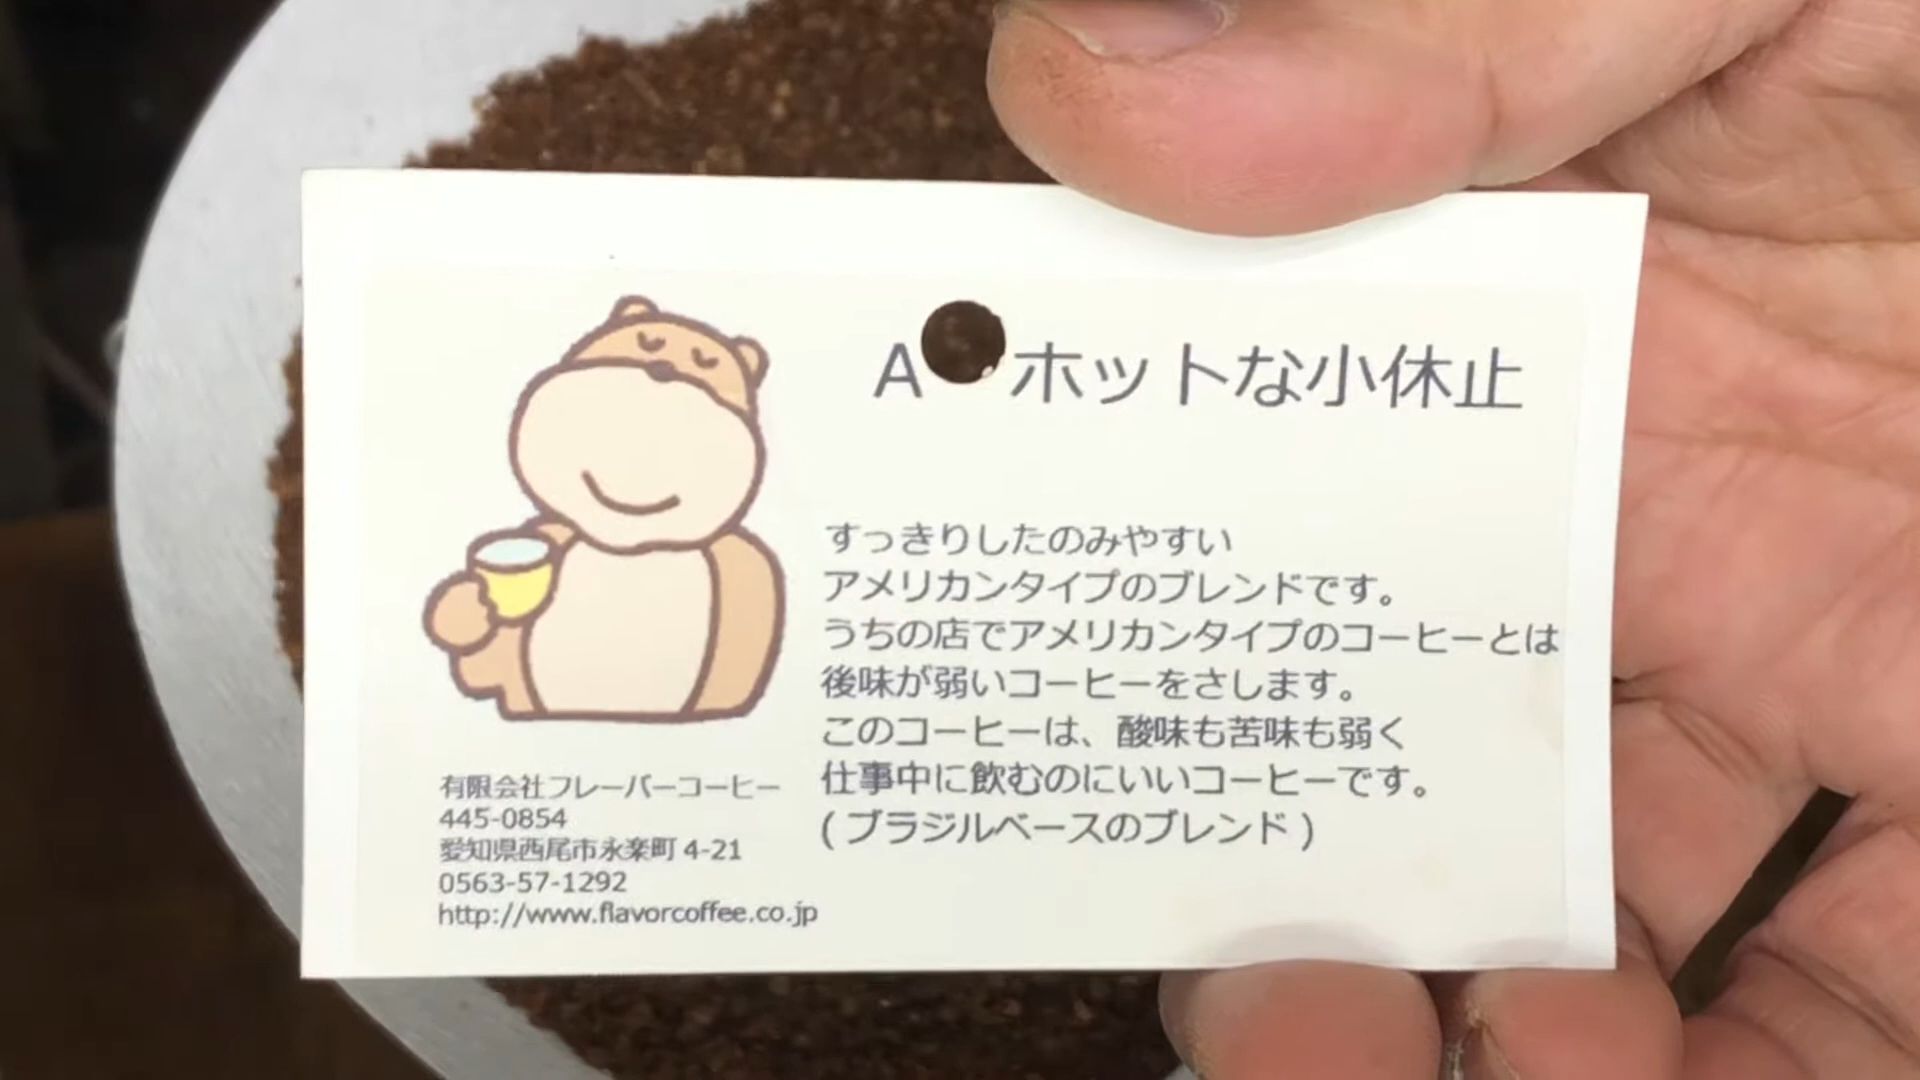 A ホットな小休止
すっきりしたのみやすい
アメリカンタイプのブレンドです。
うちの店でアメリカンタイプのコーヒーとは
後味が弱いコーヒーをさします。
このコーヒーは、酸味も苦味も弱く
仕事中に飲むのにいいコーヒーです。
(ブラジルベースのブレンド)
有限会社フレーバーコーヒー
445-0854
愛知県西尾市永楽町 4-21
0563-57-1292
http://www.flavorcoffee.co.jp